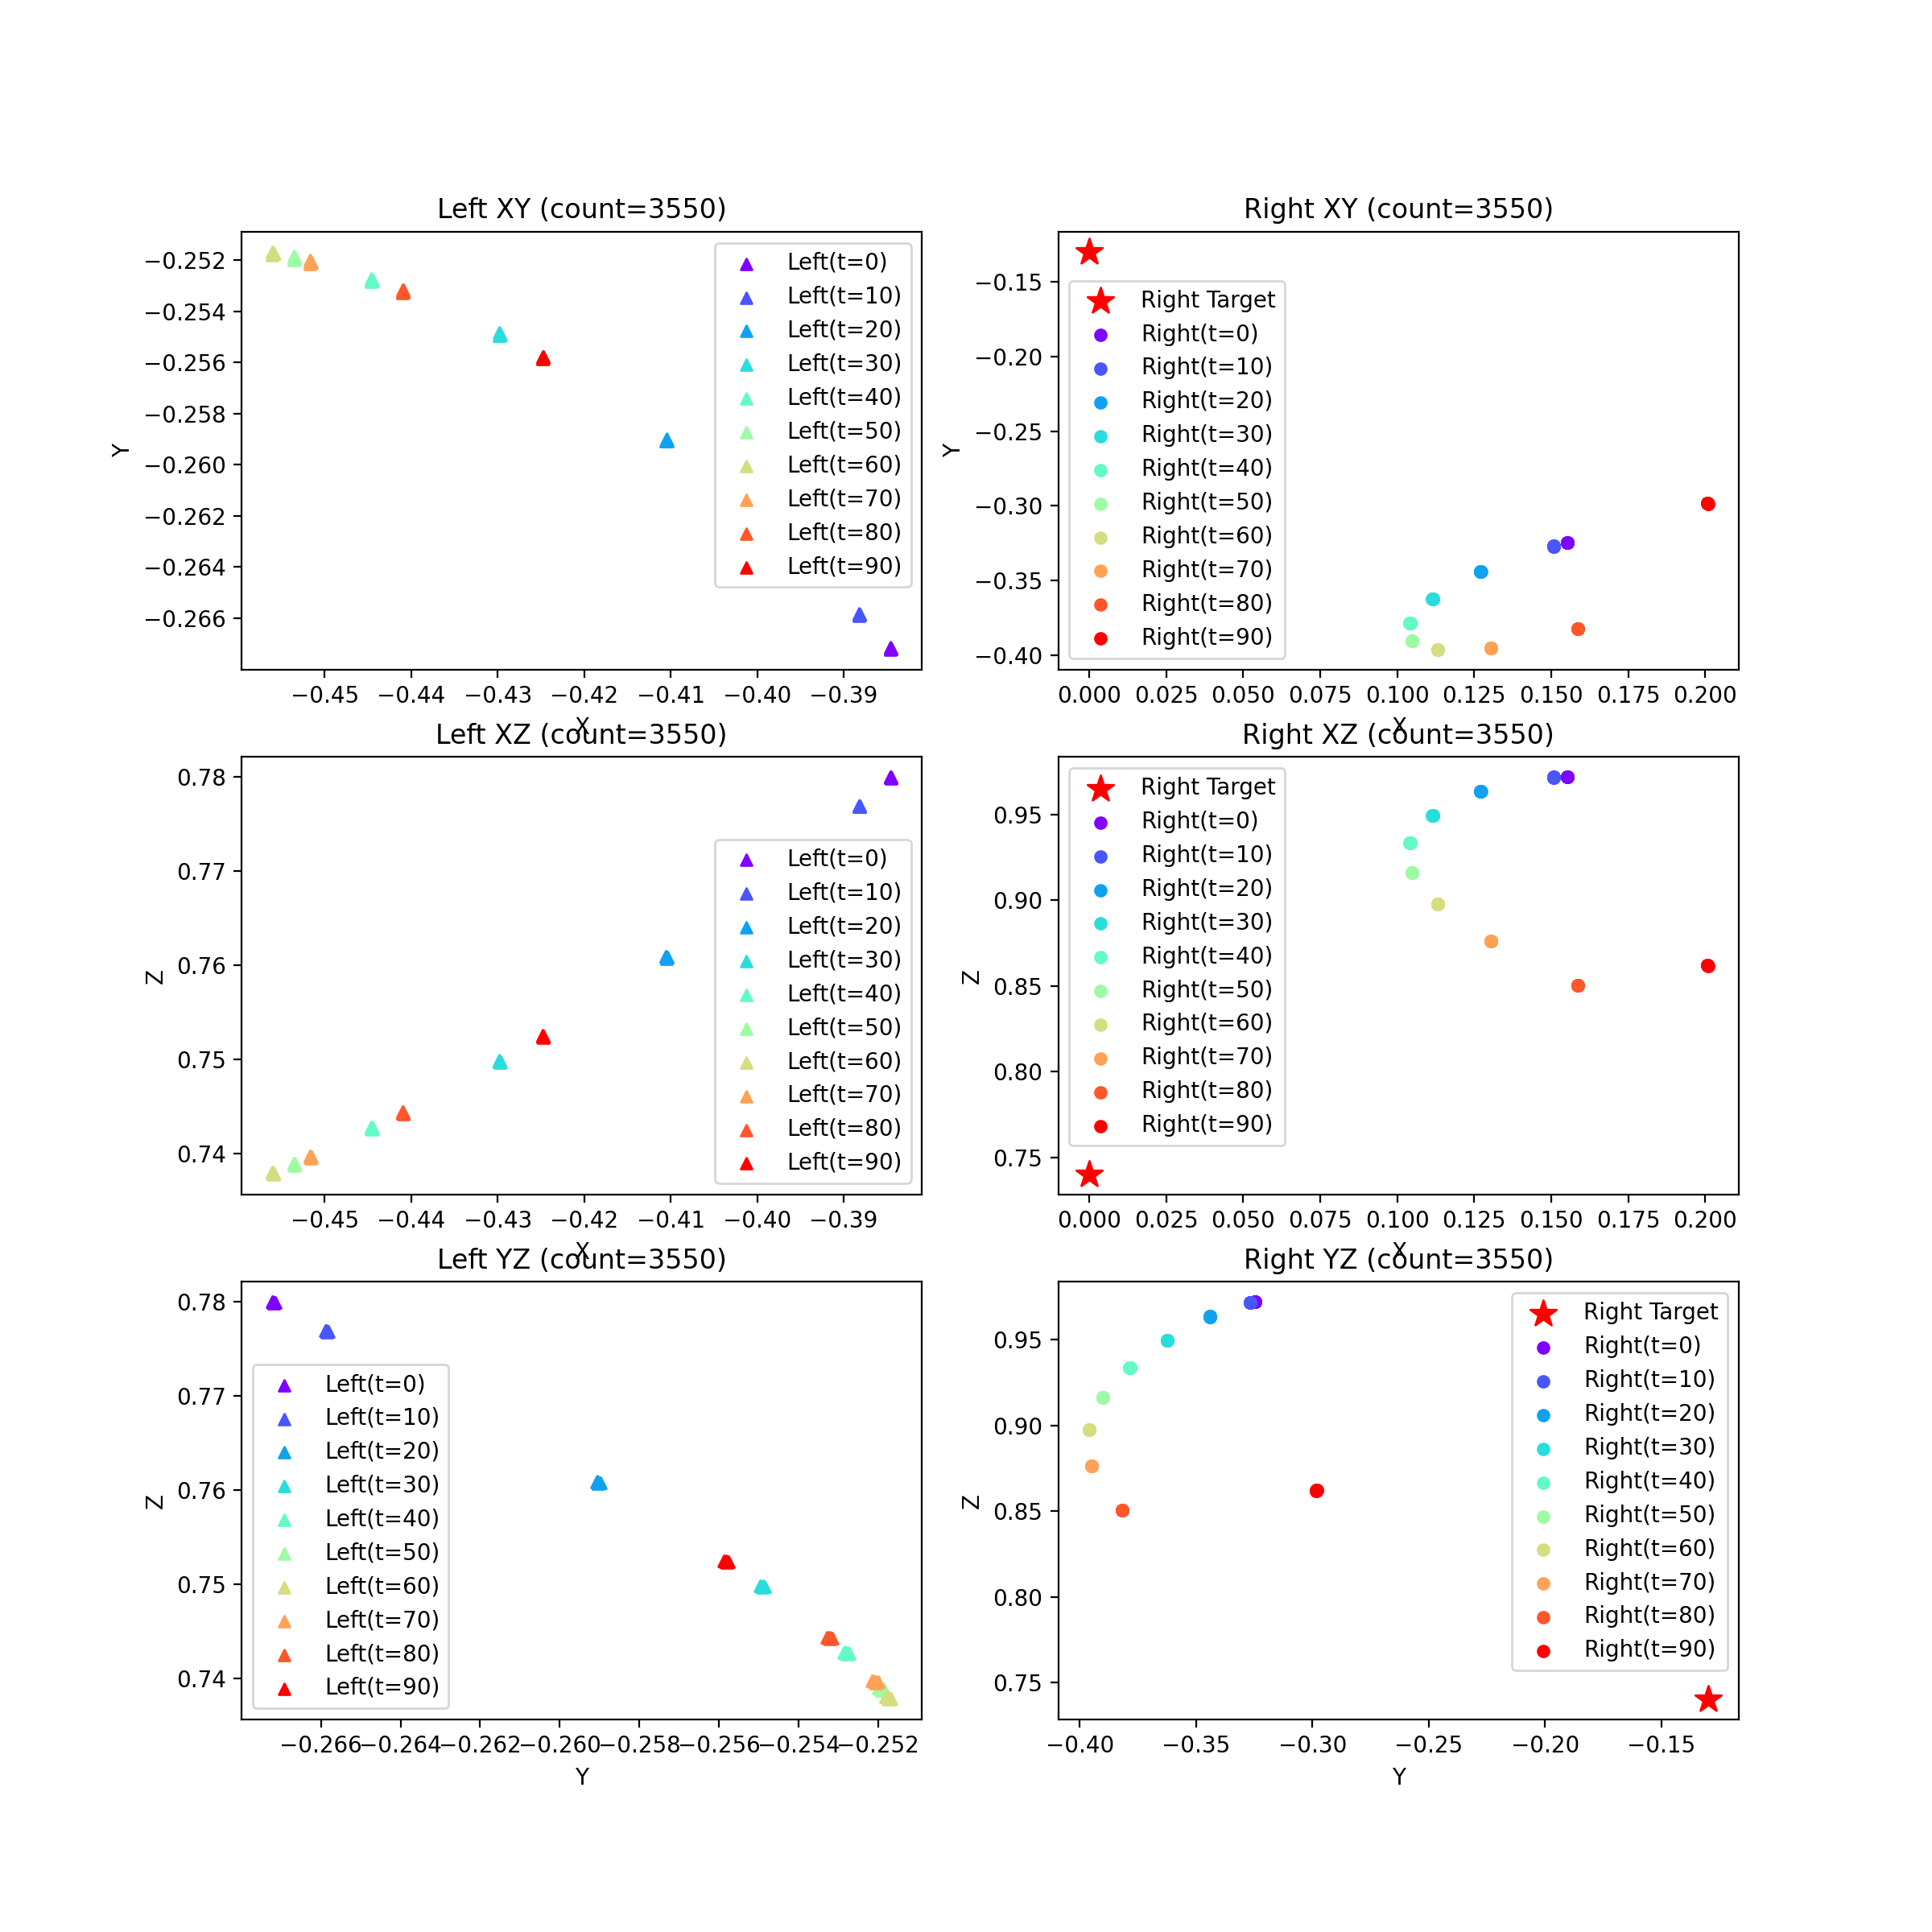 Left XY (count=3550)
−0.252
−0.254
−0.256
−0.258
−0.260
−0.262
−0.264
−0.266
Y
−0.45 −0.44 −0.43 −0.42 −0.41 −0.40 −0.39
X
Left(t=0)
Left(t=10)
Left(t=20)
Left(t=30)
Left(t=40)
Left(t=50)
Left(t=60)
Left(t=70)
Left(t=80)
Left(t=90)
Right XY (count=3550)
−0.15
−0.20
−0.25
−0.30
−0.35
−0.40
Y
0.000 0.025 0.050 0.075 0.100 0.125 0.150 0.175 0.200
X
Right Target
Right(t=0)
Right(t=10)
Right(t=20)
Right(t=30)
Right(t=40)
Right(t=50)
Right(t=60)
Right(t=70)
Right(t=80)
Right(t=90)
Left XZ (count=3550)
0.78
0.77
0.76
0.75
0.74
Z
−0.45 −0.44 −0.43 −0.42 −0.41 −0.40 −0.39
X
Left(t=0)
Left(t=10)
Left(t=20)
Left(t=30)
Left(t=40)
Left(t=50)
Left(t=60)
Left(t=70)
Left(t=80)
Left(t=90)
Right XZ (count=3550)
0.95
0.90
0.85
0.80
0.75
Z
0.000 0.025 0.050 0.075 0.100 0.125 0.150 0.175 0.200
X
Right Target
Right(t=0)
Right(t=10)
Right(t=20)
Right(t=30)
Right(t=40)
Right(t=50)
Right(t=60)
Right(t=70)
Right(t=80)
Right(t=90)
Left YZ (count=3550)
0.78
0.77
0.76
0.75
0.74
Z
−0.266 −0.264 −0.262 −0.260 −0.258 −0.256 −0.254 −0.252
Y
Left(t=0)
Left(t=10)
Left(t=20)
Left(t=30)
Left(t=40)
Left(t=50)
Left(t=60)
Left(t=70)
Left(t=80)
Left(t=90)
Right YZ (count=3550)
0.95
0.90
0.85
0.80
0.75
Z
−0.40 −0.35 −0.30 −0.25 −0.20 −0.15
Y
Right Target
Right(t=0)
Right(t=10)
Right(t=20)
Right(t=30)
Right(t=40)
Right(t=50)
Right(t=60)
Right(t=70)
Right(t=80)
Right(t=90)